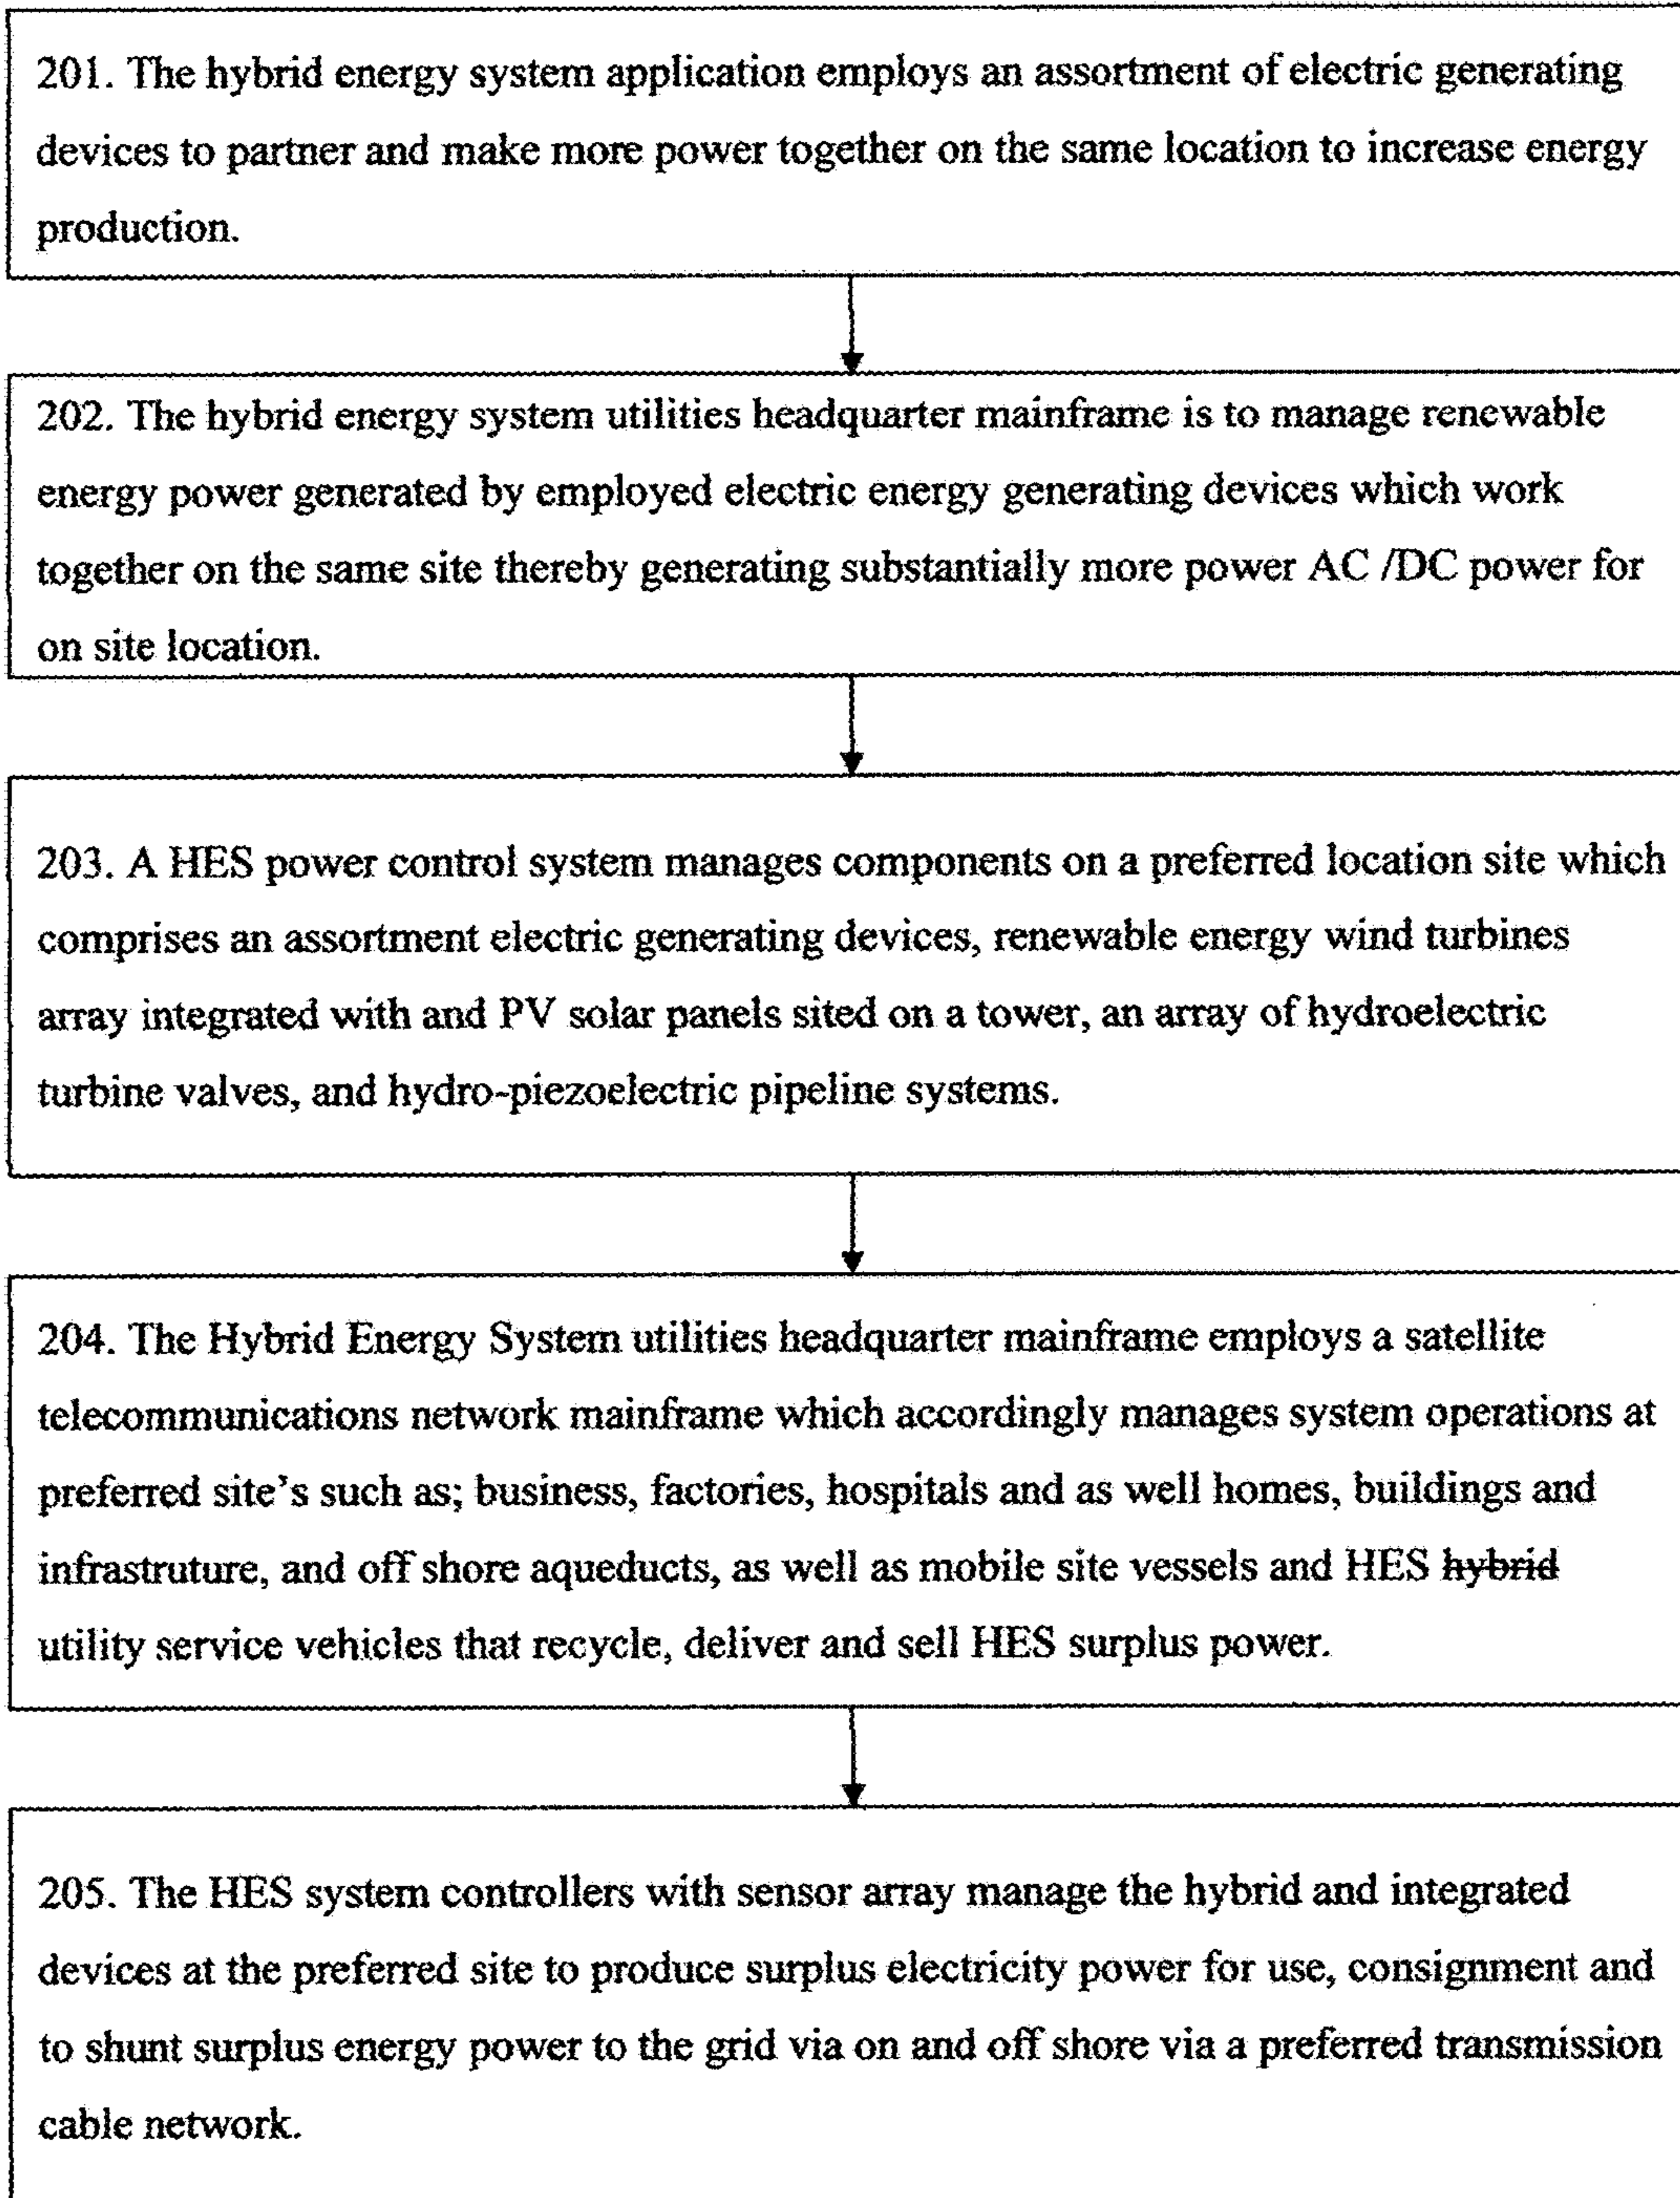 201. The hybrid energy system application employs an assortment of electric generating
devices to partner and make more power together on the same location to increase energy
production.
202. The hybrid energy system utilities headquarter mainframe is to manage renewable
energy power generated by employed electric energy generating devices which work
together on the same site thereby generating substantially more power AC /DC power for
on site location.
203. A HES power control system manages components on a preferred location site which
comprises an assortment electric generating devices, renewable energy wind turbines
array integrated with and PV solar panels sited on a tower, an array of hydroelectric
turbine valves, and hydro-piezoelectric pipeline systems.
204. The Hybrid Energy System utilities headquarter mainframe employs a satellite
telecommunications network mainframe which accordingly manages system operations at
preferred site's such as; business, factories, hospitals and as well homes, buildings and
infrastruture, and off shore aqueducts, as well as mobile site vessels and HES hybrid
utility service vehicles that recycle, deliver and sell HES surplus power.
205. The HES system controllers with sensor array manage the hybrid and integrated
devices at the preferred site to produce surplus electricity power for use, consignment and
to shunt surplus energy power to the grid via on and off shore via a preferred transmission
cable network.